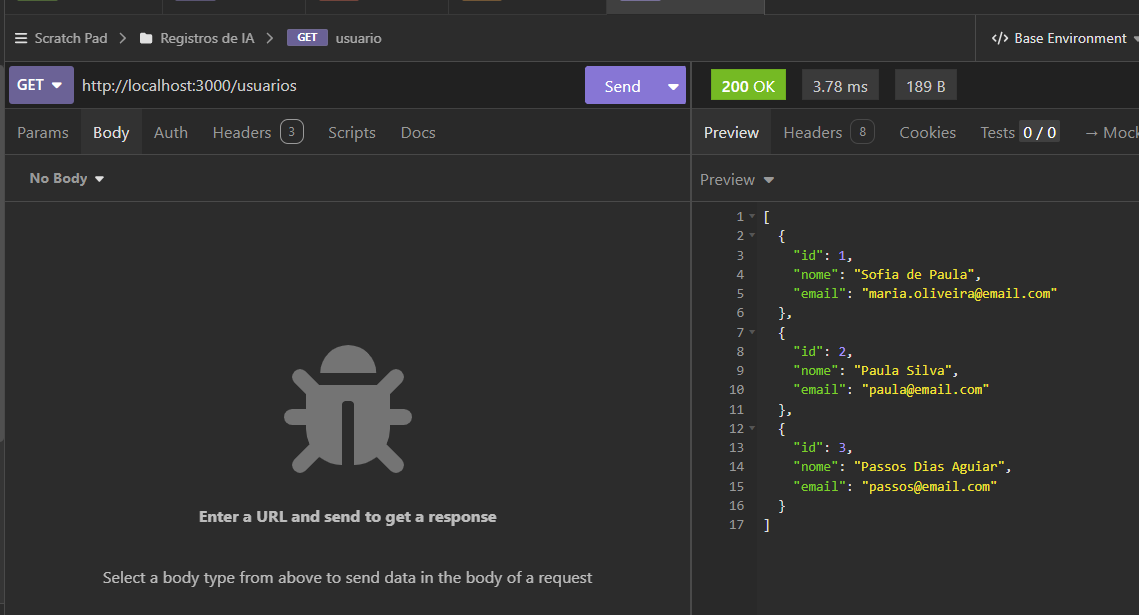 Scratch Pad > Registros de IA > GET usuario
</> Base Environment
GET http://localhost:3000/usuarios Send
200 OK 3.78 ms 189 B
Params Body Auth Headers 3 Scripts Docs
Preview Headers 8 Cookies Tests 0 / 0 → Mock
No Body
Preview
Enter a URL and send to get a response
Select a body type from above to send data in the body of a request
1 [
2 {
3 "id": 1,
4 "nome": "Sofia de Paula",
5 "email": "maria.oliveira@email.com"
6 },
7 {
8 "id": 2,
9 "nome": "Paula Silva",
10 "email": "paula@email.com"
11 },
12 {
13 "id": 3,
14 "nome": "Passos Dias Aguiar",
15 "email": "passos@email.com"
16 }
17 ]